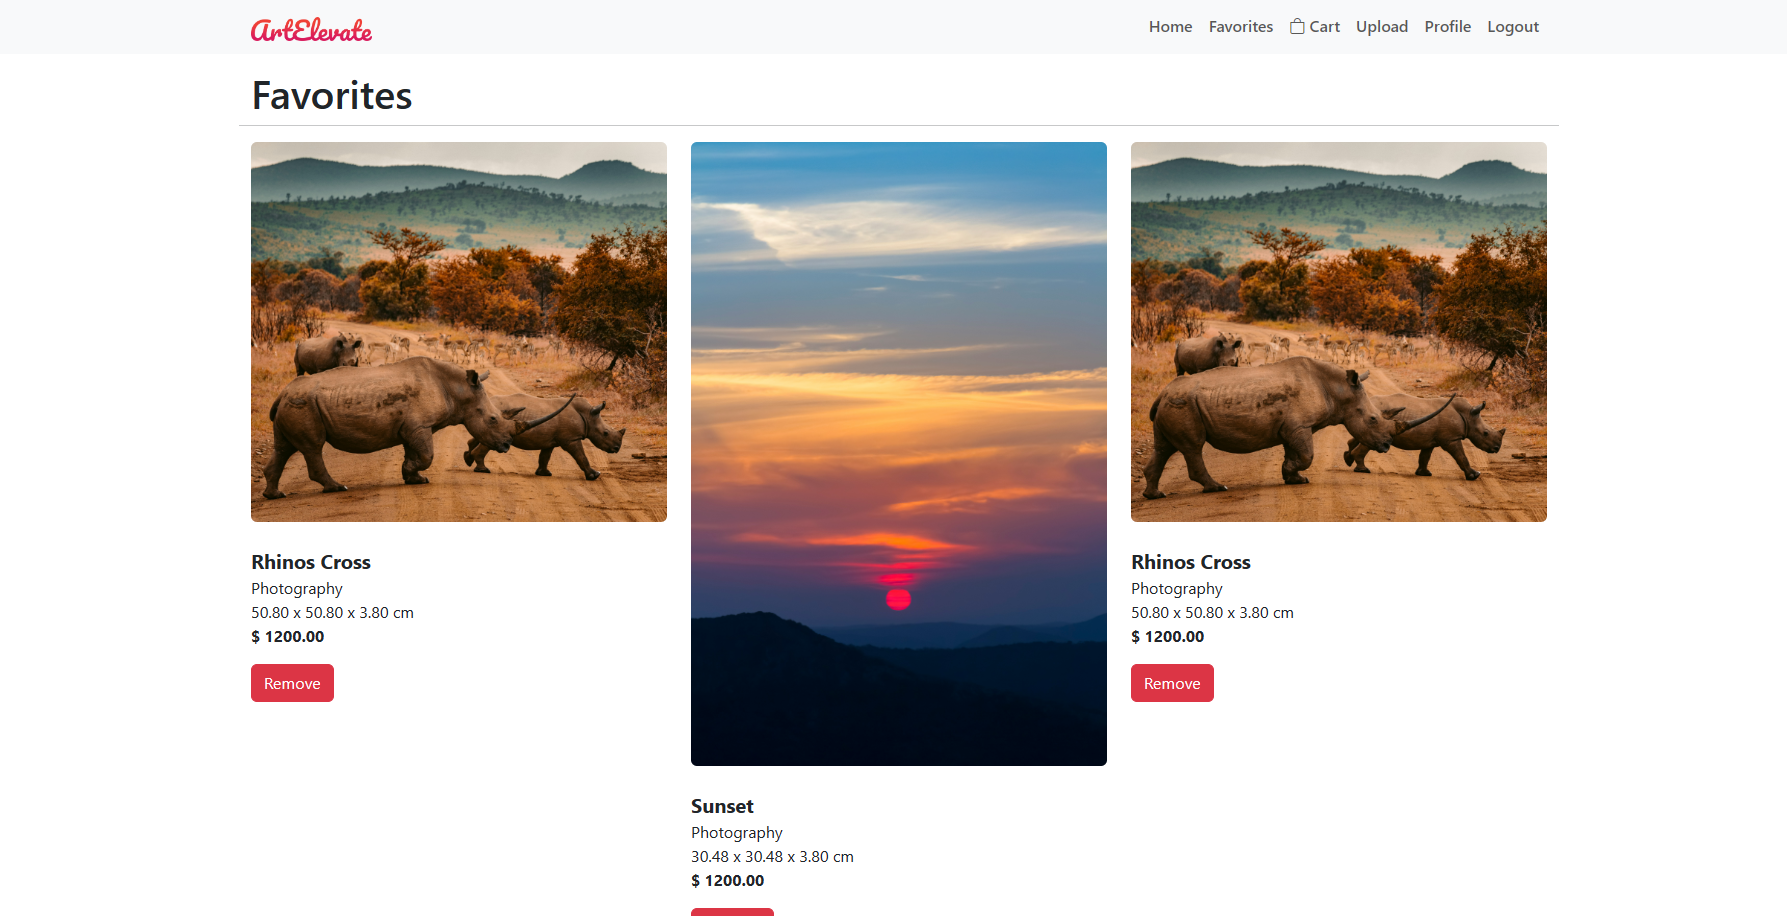 ArtElevate
Home Favorites Cart Upload Profile Logout
Favorites
Rhinos Cross
Photography
50.80 x 50.80 x 3.80 cm
$ 1200.00
Remove
Sunset
Photography
30.48 x 30.48 x 3.80 cm
$ 1200.00
Rhinos Cross
Photography
50.80 x 50.80 x 3.80 cm
$ 1200.00
Remove